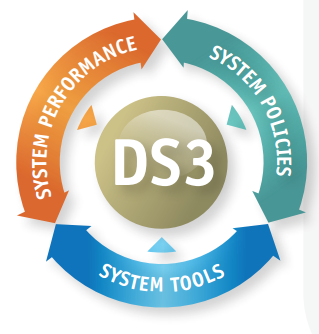 SYSTEM PERFORMANCE
SYSTEM POLICIES
DS3
SYSTEM TOOLS